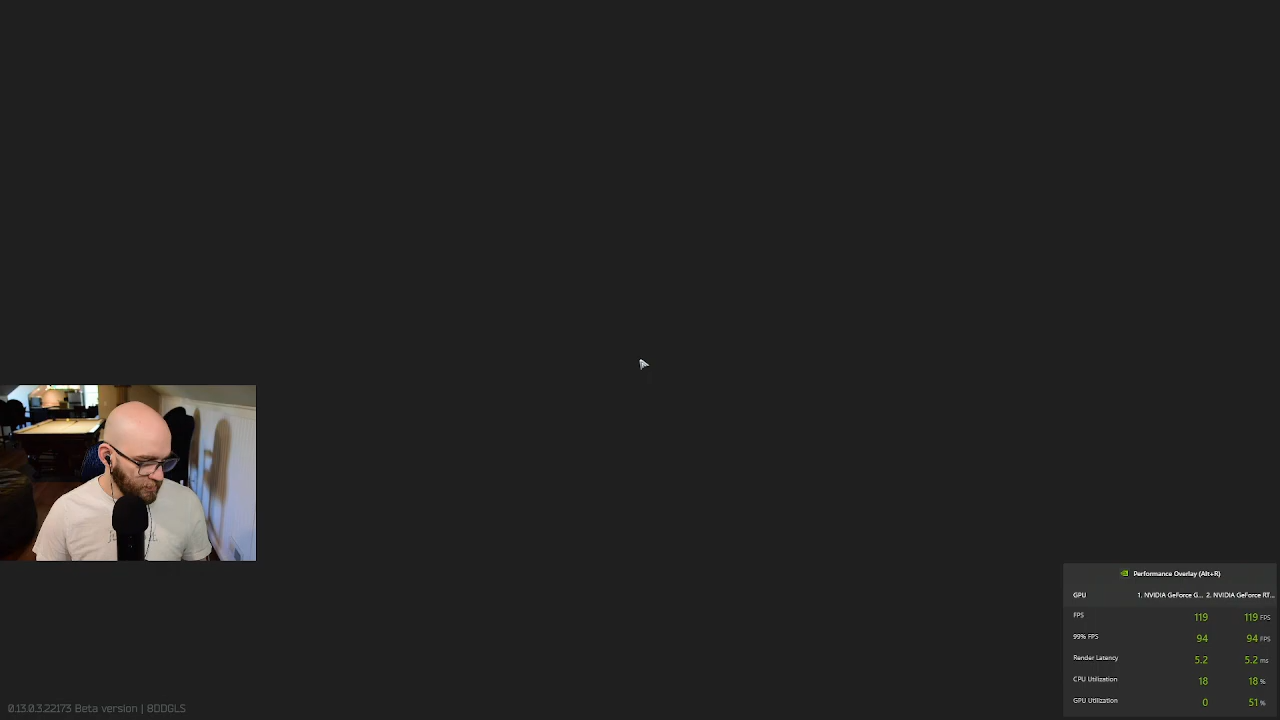 Performance Overlay (Alt+R)
GPU 1. NVIDIA GeForce G... 2. NVIDIA GeForce RT...
FPS 119 119 FPS
99% FPS 94 94 FPS
Render Latency 5.2 5.2 ms
CPU Utilization 18 18 %
GPU Utilization 0 51 %
0.13.0.3.22173 Beta version | 8DDGLS